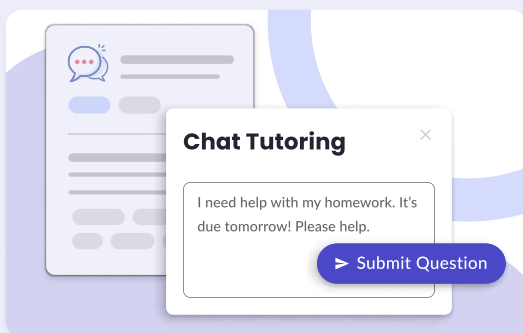 Chat Tutoring
I need help with my homework. It’s
due tomorrow! Please help.
Submit Question